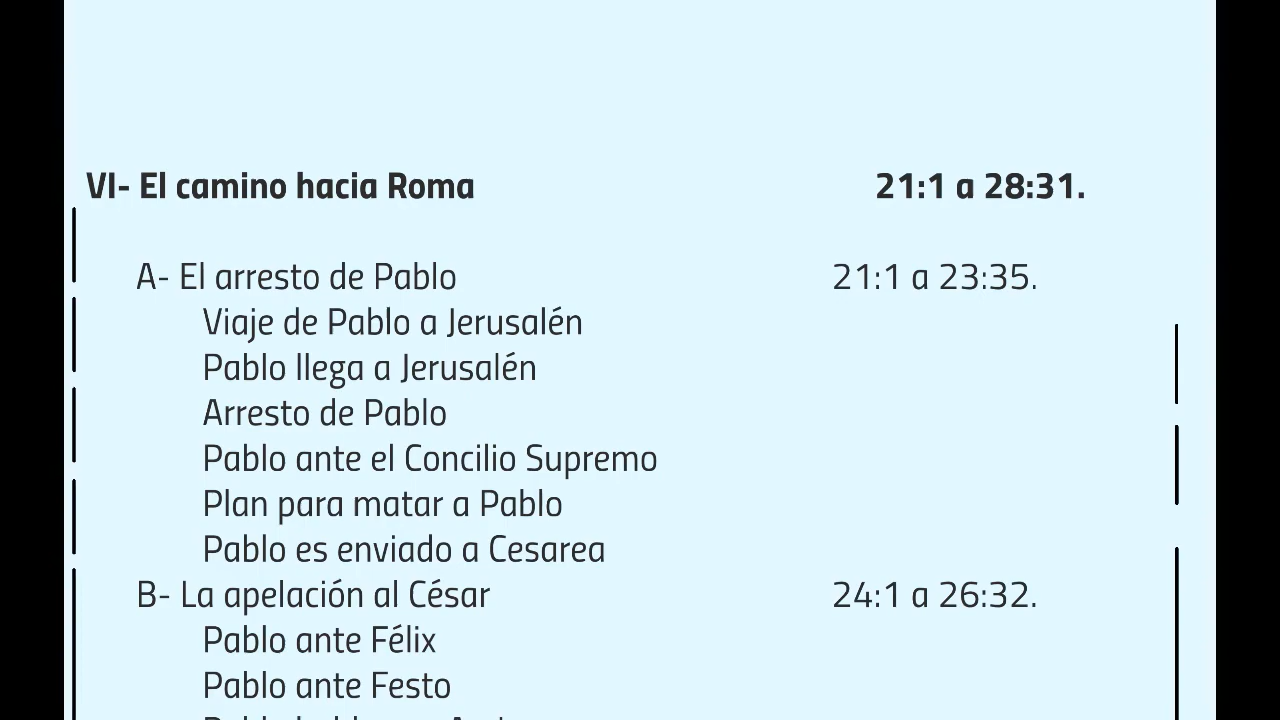 VI- El camino hacia Roma 21:1 a 28:31.
A- El arresto de Pablo 21:1 a 23:35.
Viaje de Pablo a Jerusalén
Pablo llega a Jerusalén
Arresto de Pablo
Pablo ante el Concilio Supremo
Plan para matar a Pablo
Pablo es enviado a Cesarea
B- La apelación al César 24:1 a 26:32.
Pablo ante Félix
Pablo ante Festo